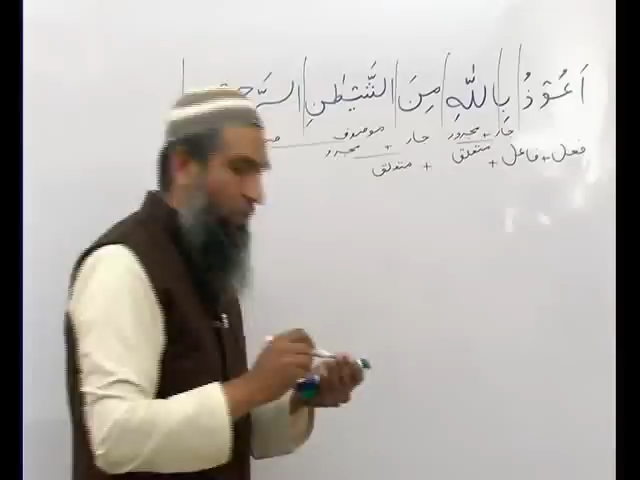 اَعُوْذُ بِاللّٰهِ مِنَ الشَّيْطٰنِ الرَّ
جار + مجرور جار + مجرور موصوف
فعل + فاعل + متعلق + متعلق